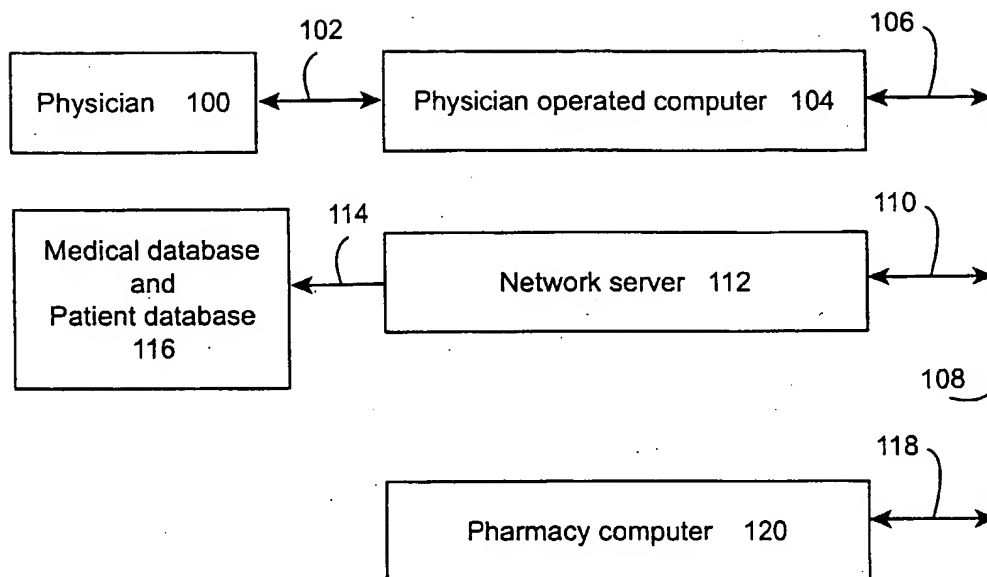 102
106
Physician 100
Physician operated computer 104
114
110
Medical database
and
Patient database
116
Network server 112
108
118
Pharmacy computer 120